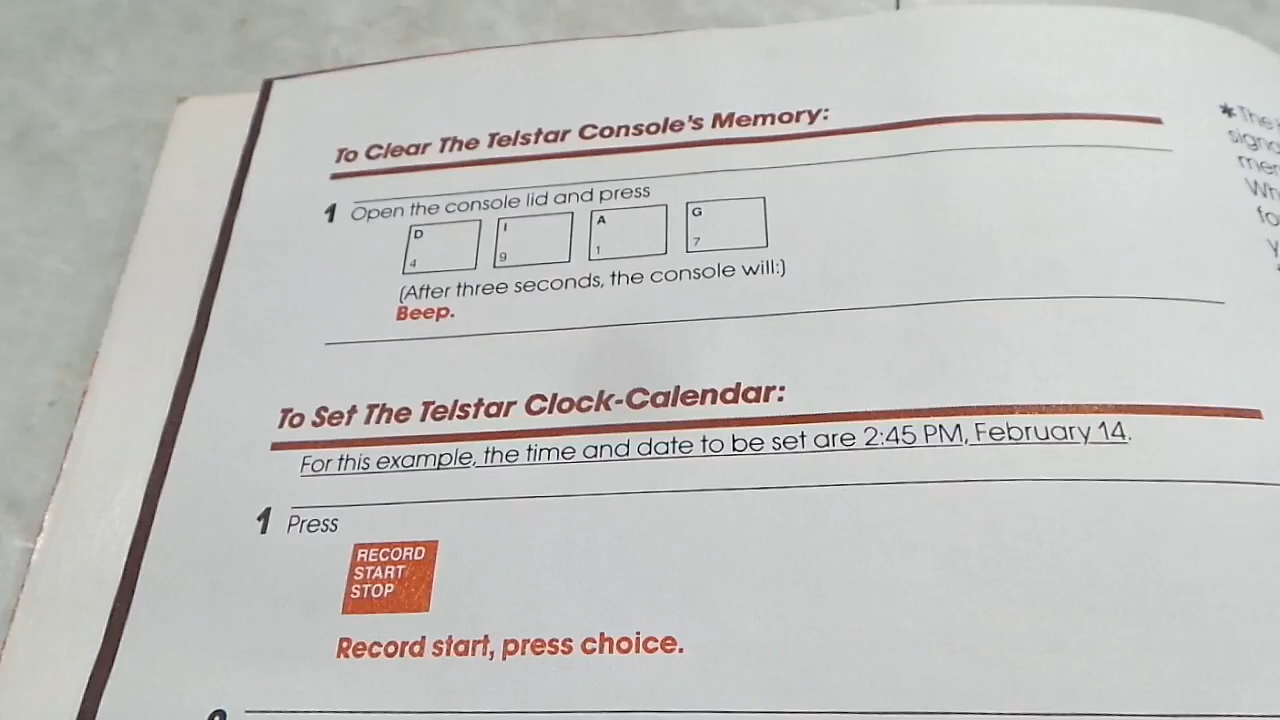 To Clear The Telstar Console's Memory:
1 Open the console lid and press
D I A G
4 9 1 7
(After three seconds, the console will:)
Beep.
To Set The Telstar Clock-Calendar:
For this example, the time and date to be set are 2:45 PM, February 14.
1 Press
RECORD
START
STOP
Record start, press choice.